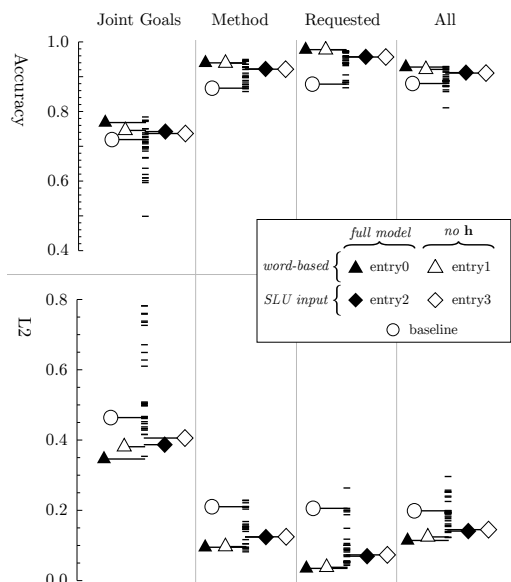 Joint Goals Method Requested All
1.0
0.8
0.6
0.4
Accuracy
full model no h
word-based entry0 entry1
SLU input entry2 entry3
baseline
0.8
0.6
0.4
0.2
0.0
L2